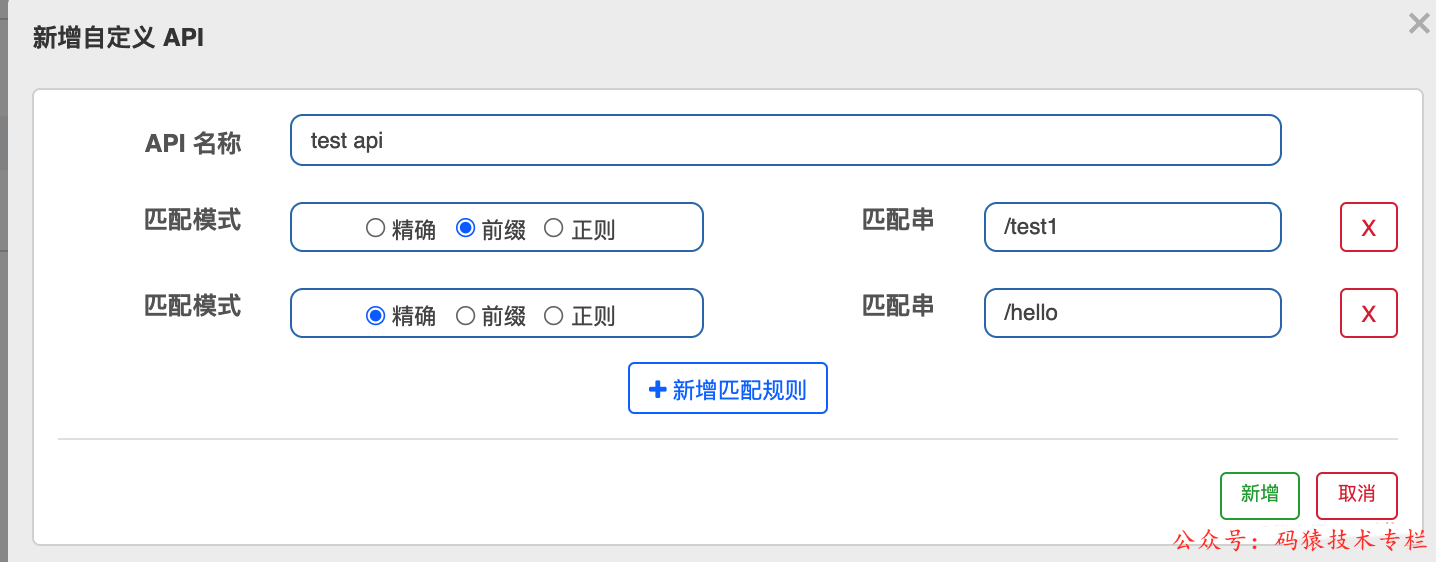 新增自定义 API
×
API 名称 test api
匹配模式 精确 前缀 正则 匹配串 /test1 X
匹配模式 精确 前缀 正则 匹配串 /hello X
+ 新增匹配规则
新增 取消
公众号：码猿技术专栏